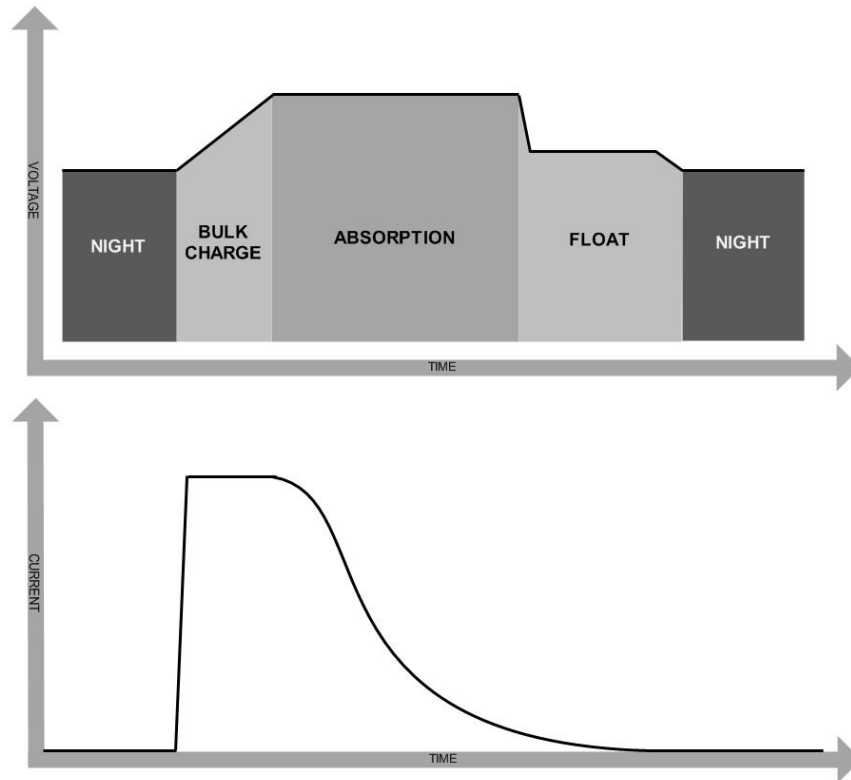 VOLTAGE
NIGHT
BULK
CHARGE
ABSORPTION
FLOAT
NIGHT
TIME
CURRENT
TIME